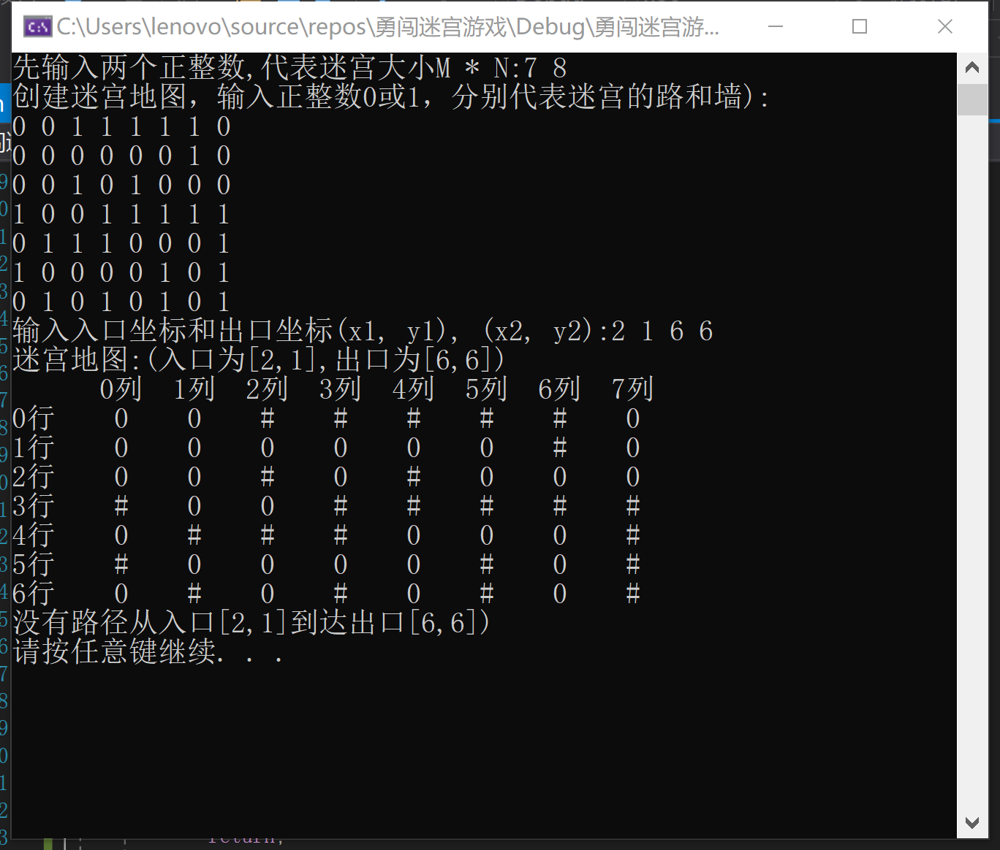 C:\Users\lenovo\source\repos\勇闯迷宫游戏\Debug\勇闯迷宫游...
先输入两个正整数,代表迷宫大小M * N:7 8
创建迷宫地图，输入正整数0或1，分别代表迷宫的路和墙):
0 0 1 1 1 1 1 0
0 0 0 0 0 0 1 0
0 0 1 0 1 0 0 0
1 0 0 1 1 1 1 1
0 1 1 1 0 0 0 1
1 0 0 0 0 1 0 1
0 1 0 1 0 1 0 1
输入入口坐标和出口坐标(x1, y1), (x2, y2):2 1 6 6
迷宫地图:(入口为[2,1],出口为[6,6])
0列 1列 2列 3列 4列 5列 6列 7列
0行 0 0 # # # # # 0
1行 0 0 0 0 0 0 # 0
2行 0 0 # 0 # 0 0 0
3行 # 0 0 # # # # #
4行 0 # # # 0 0 0 #
5行 # 0 0 0 0 # 0 #
6行 0 # 0 # 0 # 0 #
没有路径从入口[2,1]到达出口[6,6])
请按任意键继续. . .
return;